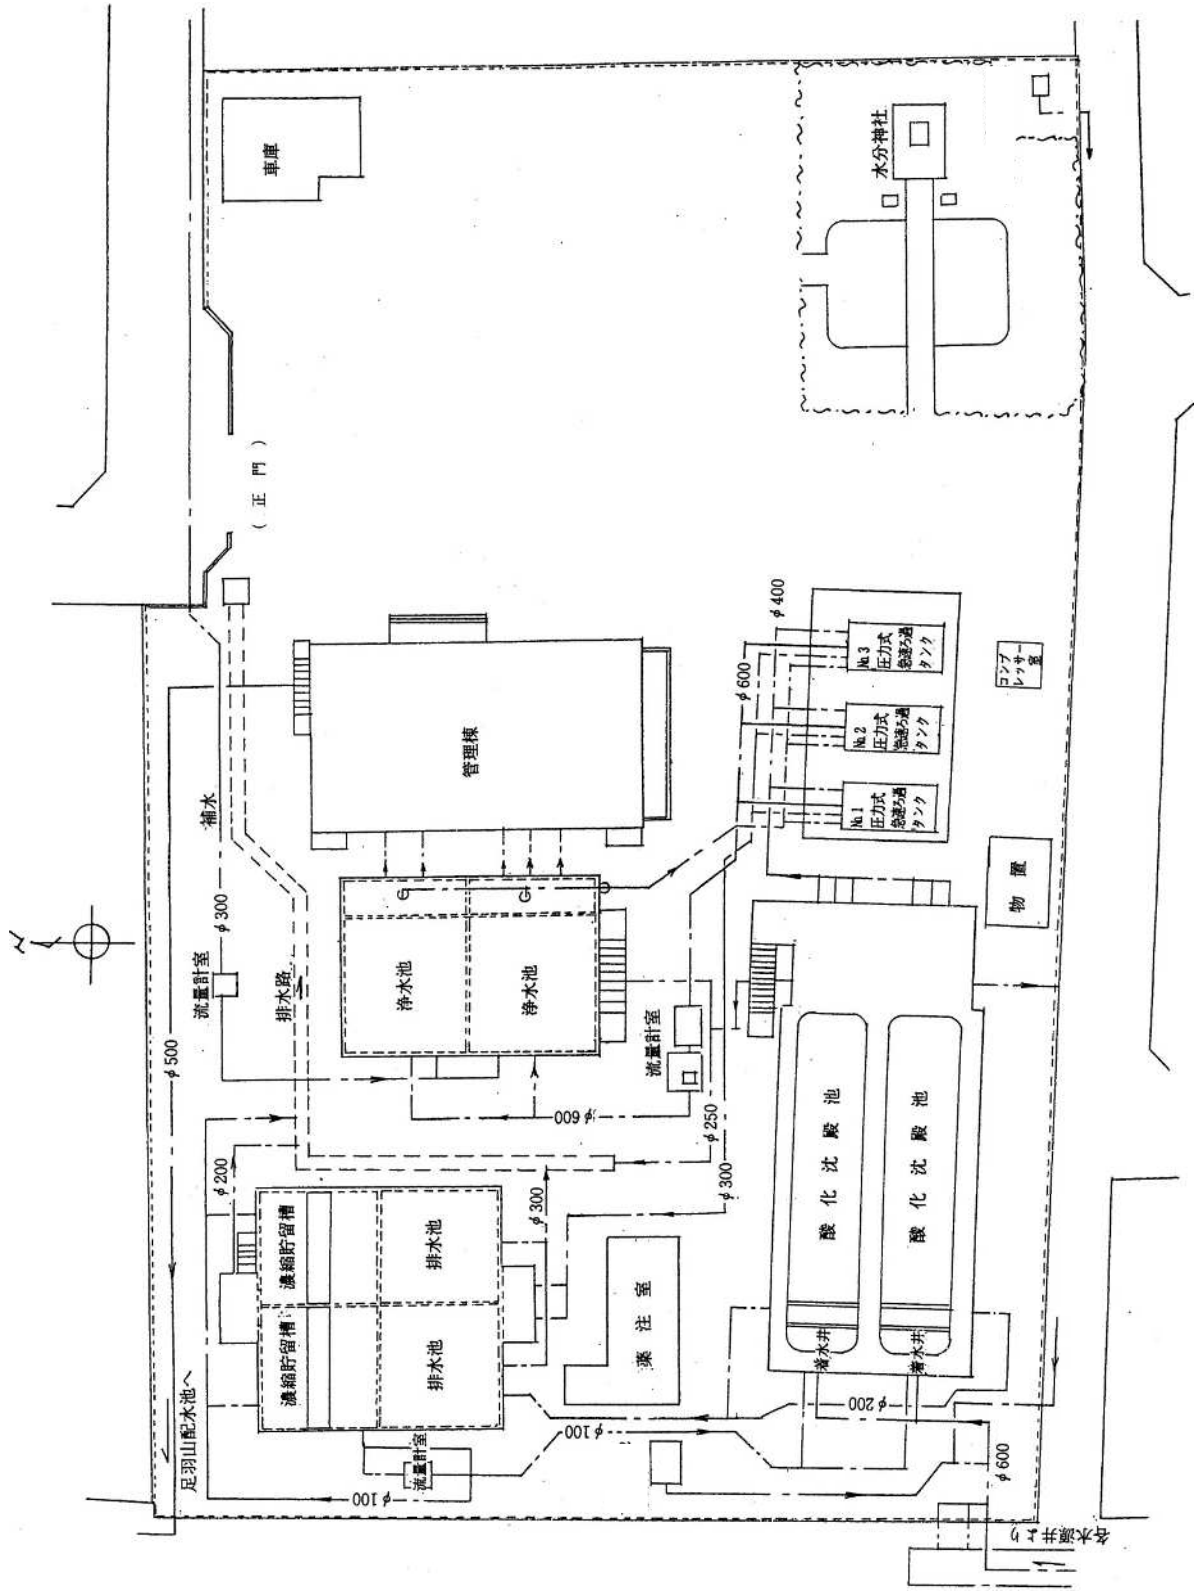 車庫
水分神社
(正門)
補水
φ300
流量計室
排水路
φ500
足羽山配水池へ
管理棟
浄水池
浄水池
流量計室
φ600
φ250
φ300
φ600
φ400
No.1
圧力式
急速ろ過
タンク
No.2
圧力式
急速ろ過
タンク
No.3
圧力式
急速ろ過
タンク
コンプ
レッサー
室
物置
酸化沈殿池
酸化沈殿池
着水井
着水井
φ200
濃縮貯留槽
濃縮貯留槽
排水池
排水池
φ300
薬注室
流量計室
φ100
φ100
φ200
φ600
各水源井より
N